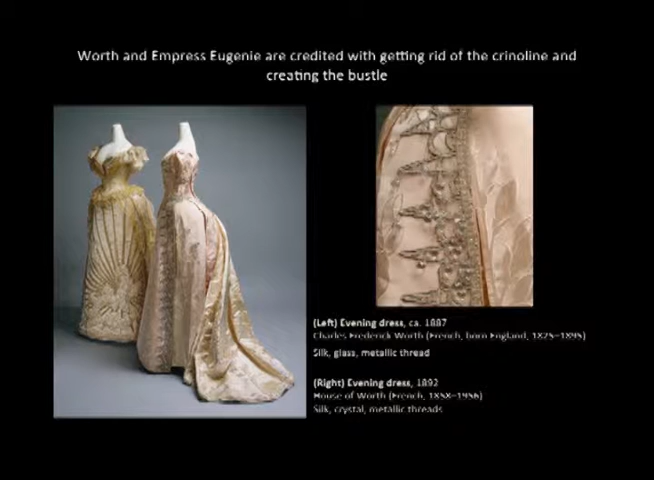 Worth and Empress Eugenie are credited with getting rid of the crinoline and
creating the bustle
(Left) Evening dress, ca. 1887
Charles Frederick Worth (French, born England, 1825–1895)
Silk, glass, metallic thread
(Right) Evening dress, 1892
House of Worth (French, 1858–1956)
Silk, crystal, metallic threads